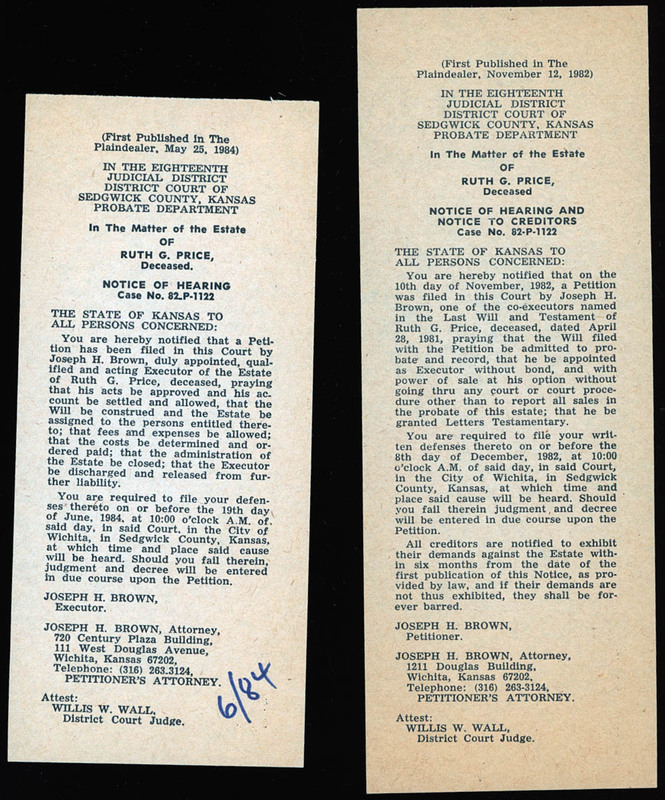 (First Published in The
Plaindealer, May 25, 1984)
IN THE EIGHTEENTH
JUDICIAL DISTRICT
DISTRICT COURT OF
SEDGWICK COUNTY, KANSAS
PROBATE DEPARTMENT
In The Matter of the Estate
OF
RUTH G. PRICE,
Deceased.
NOTICE OF HEARING
Case No. 82-P-1122
THE STATE OF KANSAS TO
ALL PERSONS CONCERNED:
You are hereby notified that a Peti-
tion has been filed in this Court by
Joseph H. Brown, duly appointed, qual-
ified and acting Executor of the Estate
of Ruth G. Price, deceased, praying
that his acts be approved and his ac-
count be settled and allowed, that the
Will be construed and the Estate be
assigned to the persons entitled there-
to; that fees and expenses be allowed;
that the costs be determined and or-
dered paid; that the administration of
the Estate be closed; that the Executor
be discharged and released from fur-
ther liability.
You are required to file your defen-
ses thereto on or before the 19th day
of June, 1984, at 10:00 o'clock A.M. of
said day, in said Court, in the City of
Wichita, in Sedgwick County, Kansas,
at which time and place said cause
will be heard. Should you fail therein,
judgment and decree will be entered
in due course upon the Petition.
JOSEPH H. BROWN,
Executor.
JOSEPH H. BROWN, Attorney,
720 Century Plaza Building,
111 West Douglas Avenue,
Wichita, Kansas 67202,
Telephone: (316) 263-3124,
PETITIONER'S ATTORNEY.
Attest:
WILLIS W. WALL,
District Court Judge.
6/84
(First Published in The
Plaindealer, November 12, 1982)
IN THE EIGHTEENTH
JUDICIAL DISTRICT
DISTRICT COURT OF
SEDGWICK COUNTY, KANSAS
PROBATE DEPARTMENT
In The Matter of the Estate
OF
RUTH G. PRICE,
Deceased
NOTICE OF HEARING AND
NOTICE TO CREDITORS
Case No. 82-P-1122
THE STATE OF KANSAS TO
ALL PERSONS CONCERNED:
You are hereby notified that on the
10th day of November, 1982, a Petition
was filed in this Court by Joseph H.
Brown, one of the co-executors named
in the Last Will and Testament of
Ruth G. Price, deceased, dated April
28, 1981, praying that the Will filed
with the Petition be admitted to pro-
bate and record, that he be appointed
as Executor without bond, and with
power of sale at his option without
going thru any court or court proce-
dure other than to report all sales in
the probate of this estate; that he be
granted Letters Testamentary.
You are required to file your writ-
ten defenses thereto on or before the
8th day of December, 1982, at 10:00
o'clock A.M. of said day, in said Court,
in the City of Wichita, in Sedgwick
County, Kansas, at which time and
place said cause will be heard. Should
you fail therein judgment and decree
will be entered in due course upon the
Petition.
All creditors are notified to exhibit
their demands against the Estate with-
in six months from the date of the
first publication of this Notice, as pro-
vided by law, and if their demands are
not thus exhibited, they shall be for-
ever barred.
JOSEPH H. BROWN,
Petitioner.
JOSEPH H. BROWN, Attorney,
1211 Douglas Building,
Wichita, Kansas 67202,
Telephone: (316) 263-3124,
PETITIONER'S ATTORNEY.
Attest:
WILLIS W. WALL,
District Court Judge.